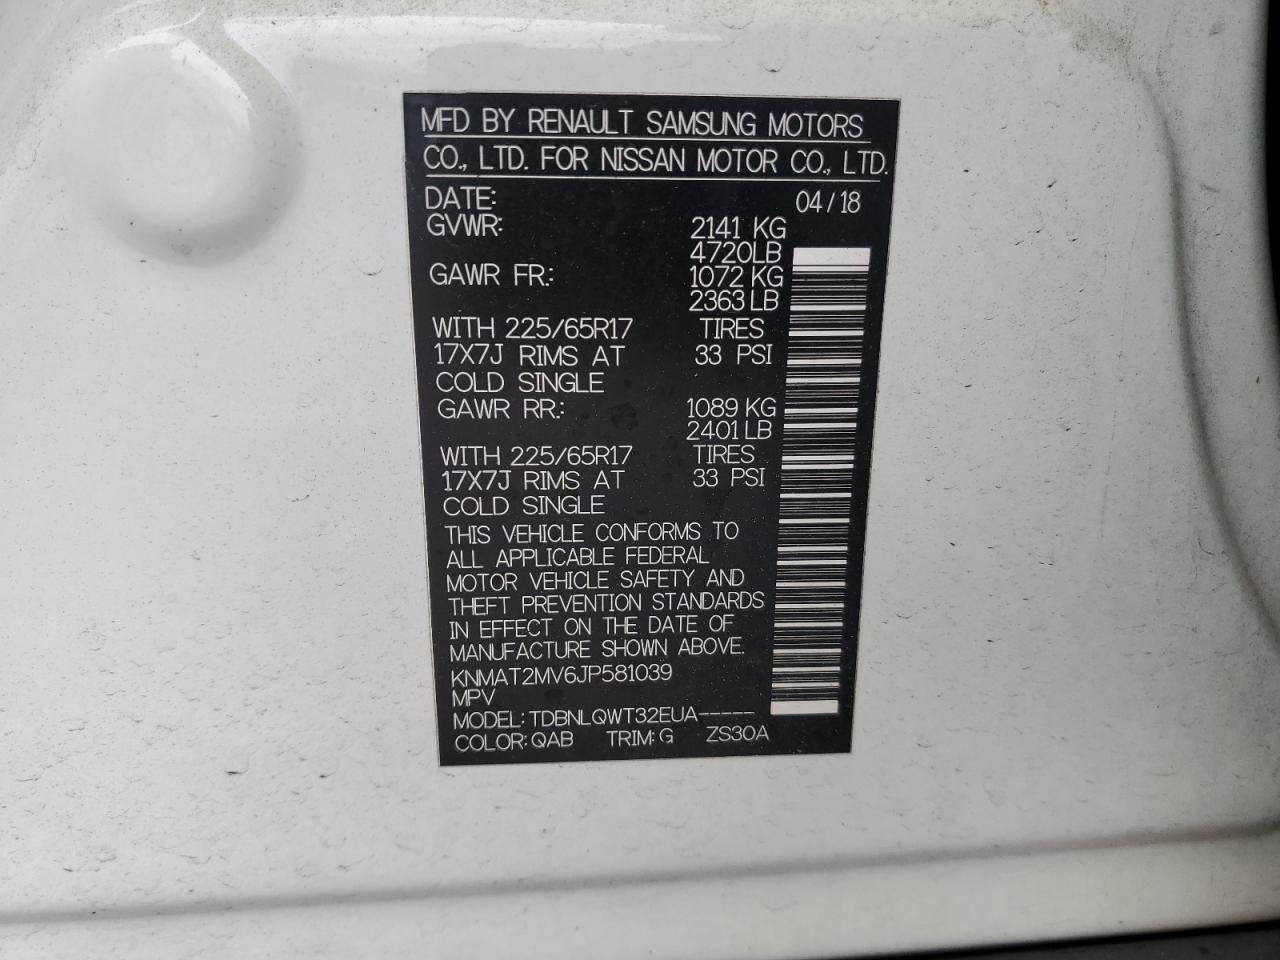 MFD BY RENAULT SAMSUNG MOTORS
CO., LTD. FOR NISSAN MOTOR CO., LTD.
DATE: 04/18
GVWR: 2141 KG
4720LB
GAWR FR.: 1072 KG
2363 LB
WITH 225/65R17 TIRES
17X7J RIMS AT 33 PSI
COLD SINGLE
GAWR RR.: 1089 KG
2401 LB
WITH 225/65R17 TIRES
17X7J RIMS AT 33 PSI
COLD SINGLE
THIS VEHICLE CONFORMS TO
ALL APPLICABLE FEDERAL
MOTOR VEHICLE SAFETY AND
THEFT PREVENTION STANDARDS
IN EFFECT ON THE DATE OF
MANUFACTURE SHOWN ABOVE.
KNMAT2MV6JP581039
MPV
MODEL: TDBNLQWT32EUA-----
COLOR: QAB TRIM: G ZS30A